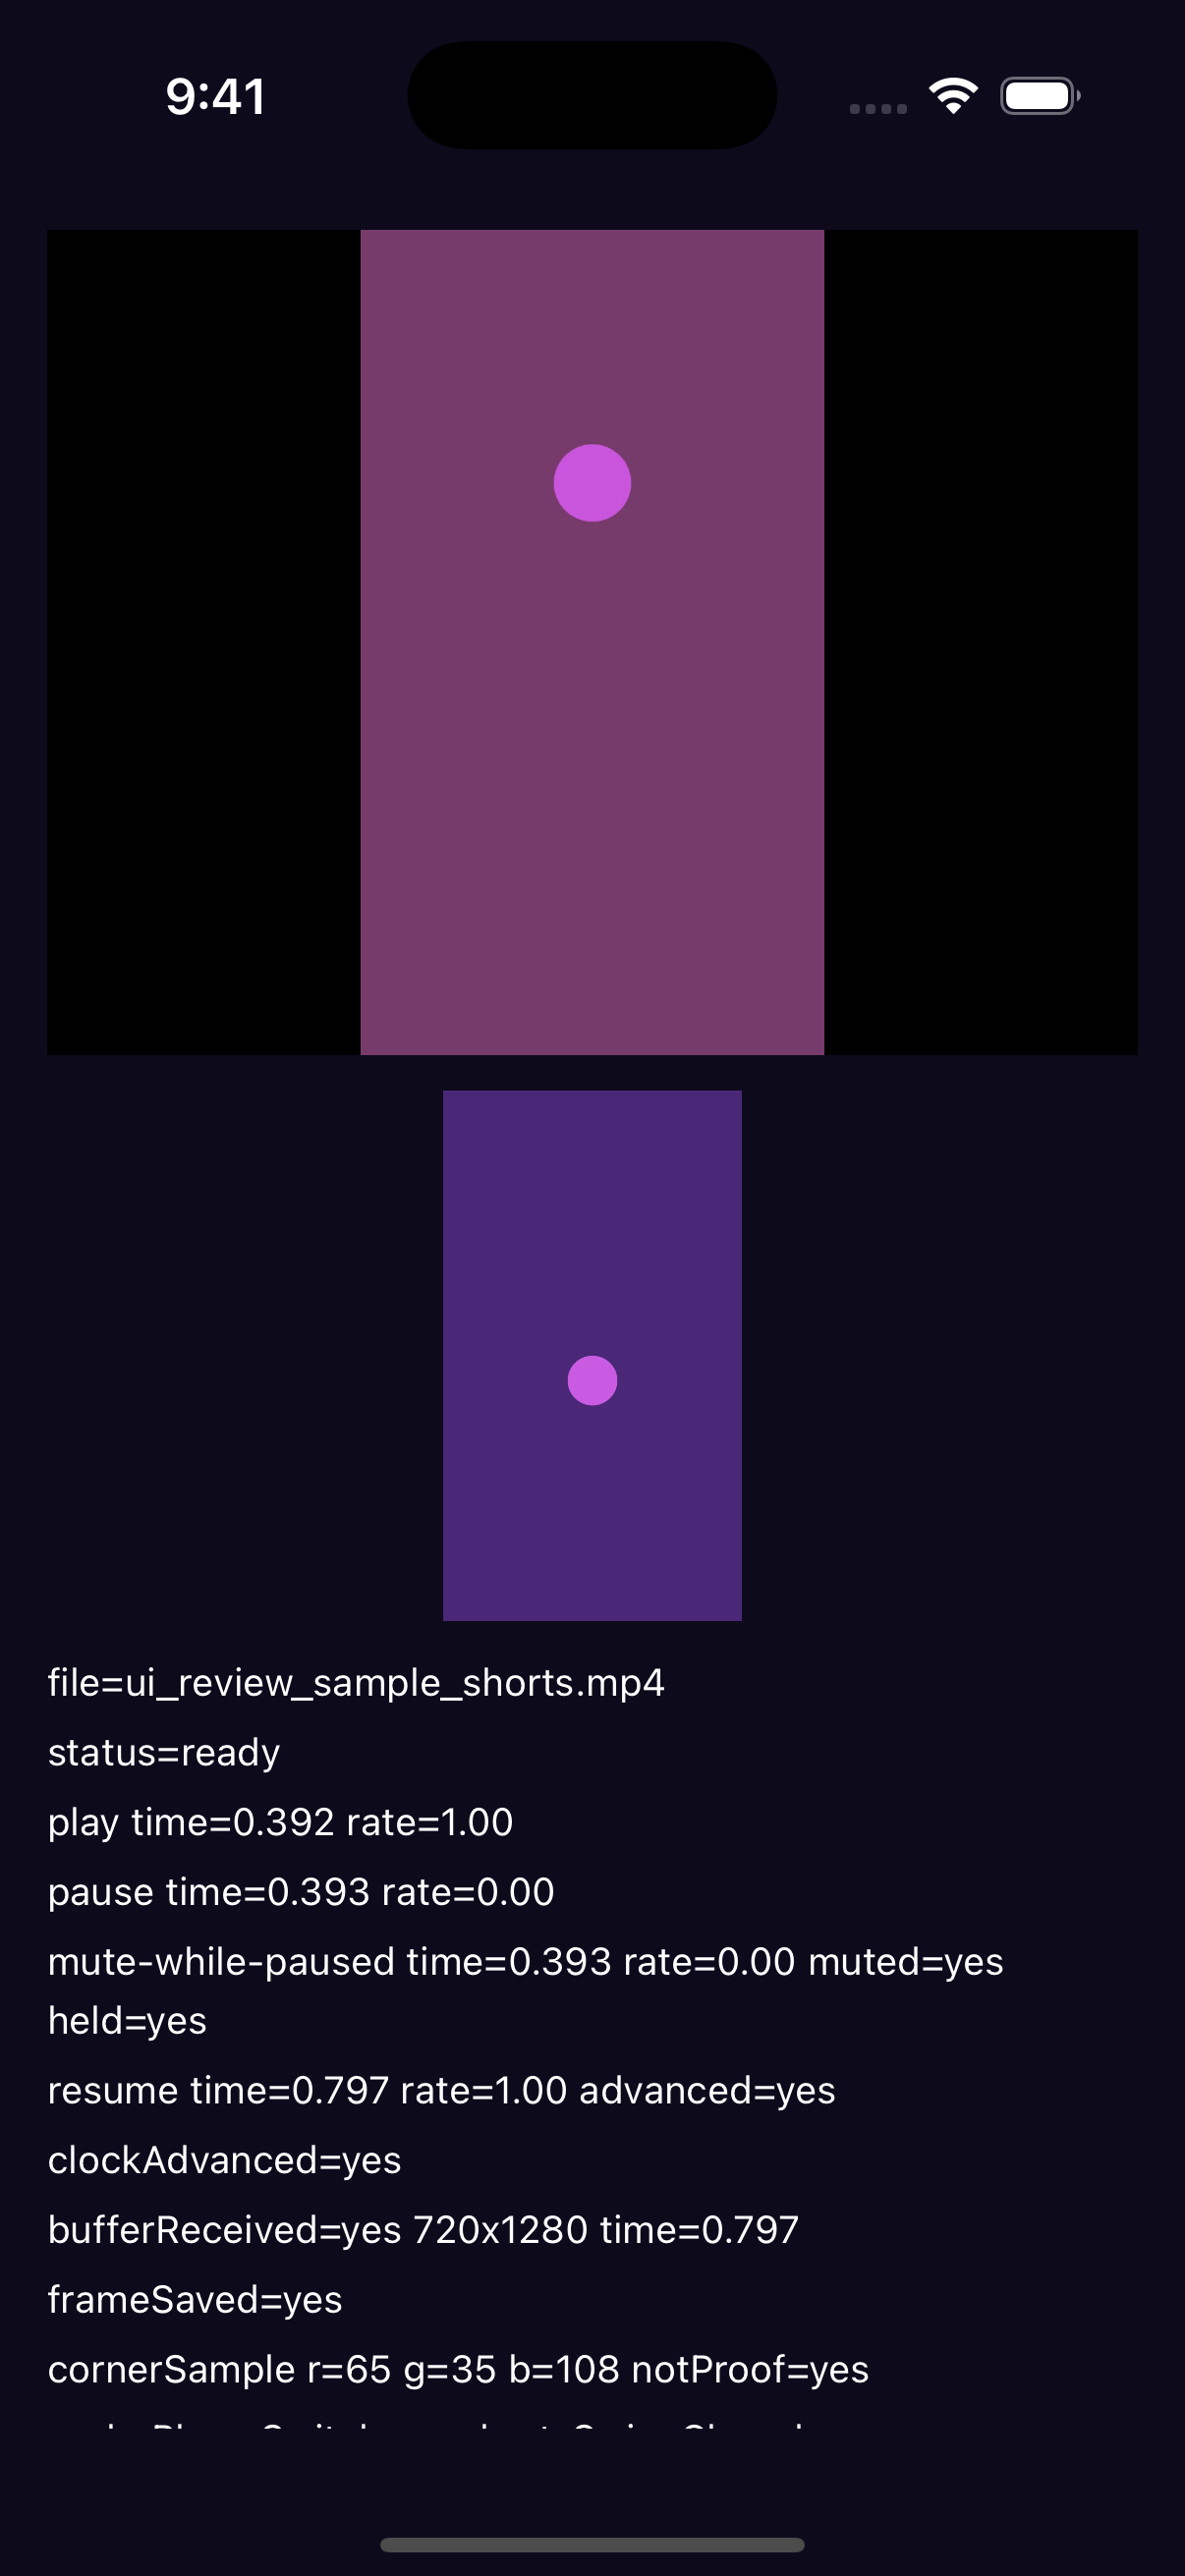 9:41
file=ui_review_sample_shorts.mp4
status=ready
play time=0.392 rate=1.00
pause time=0.393 rate=0.00
mute-while-paused time=0.393 rate=0.00 muted=yes
held=yes
resume time=0.797 rate=1.00 advanced=yes
clockAdvanced=yes
bufferReceived=yes 720x1280 time=0.797
frameSaved=yes
cornerSample r=65 g=35 b=108 notProof=yes